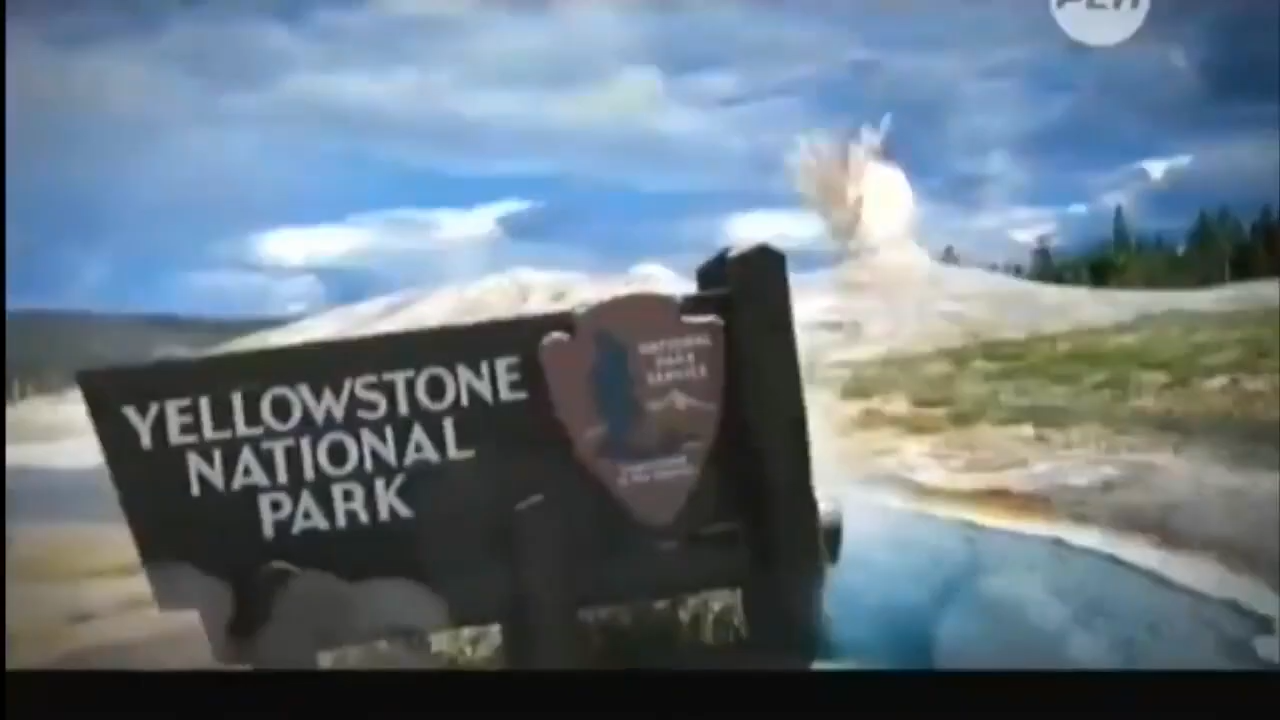 YELLOWSTONE
NATIONAL
PARK
NATIONAL
PARK
SERVICE